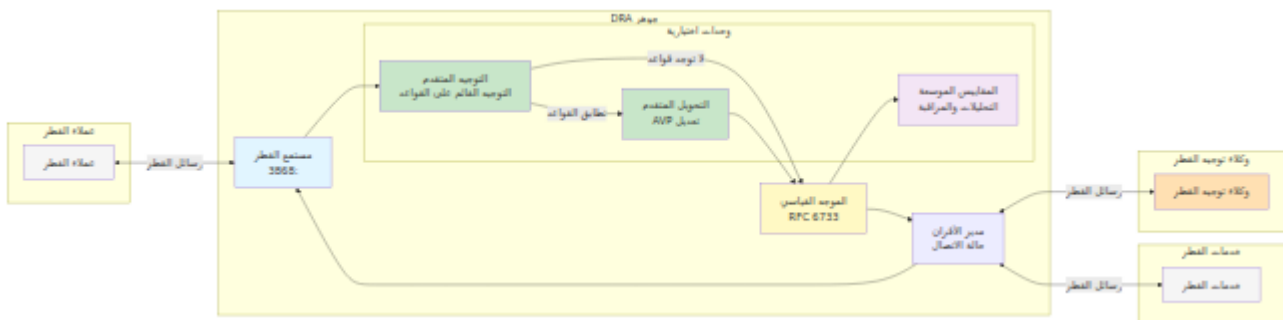 جوهر DRA
وحدات اختيارية
لا توجد قواعد
التوجيه المتقدم
التوجيه القائم على القواعد
تطابق القواعد
التحويل المتقدم
تعديل AVP
المقاييس الموسعة
التحليلات والمراقبة
عملاء القطر
عملاء القطر
رسائل القطر
مستمع القطر
3868:
الموجه القياسي
RFC 6733
مدير الأقران
حالة الاتصال
رسائل القطر
وكلاء توجيه القطر
وكلاء توجيه القطر
رسائل القطر
خدمات القطر
خدمات القطر